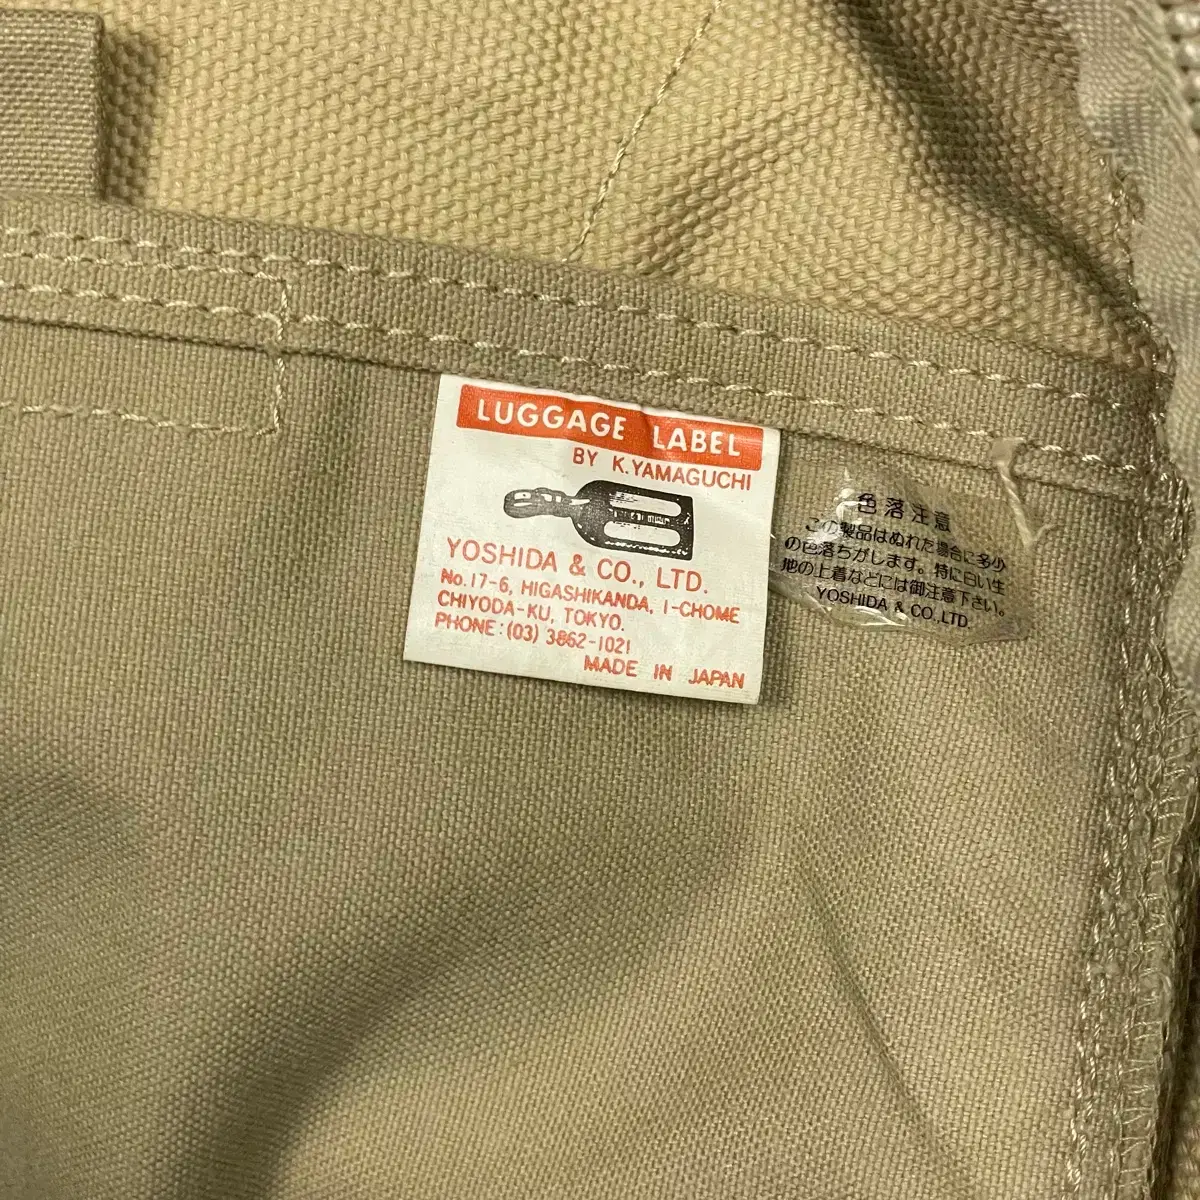 LUGGAGE LABEL
BY K.YAMAGUCHI
YOSHIDA & CO., LTD.
No.17-6, HIGASHIKANDA, 1-CHOME
CHIYODA-KU, TOKYO.
PHONE:(03) 3862-1021
MADE IN JAPAN
色落注意
この製品はぬれた場合に多少
の色落ちがします。特に白い生
地の上着などには御注意下さい。
YOSHIDA & CO.,LTD.